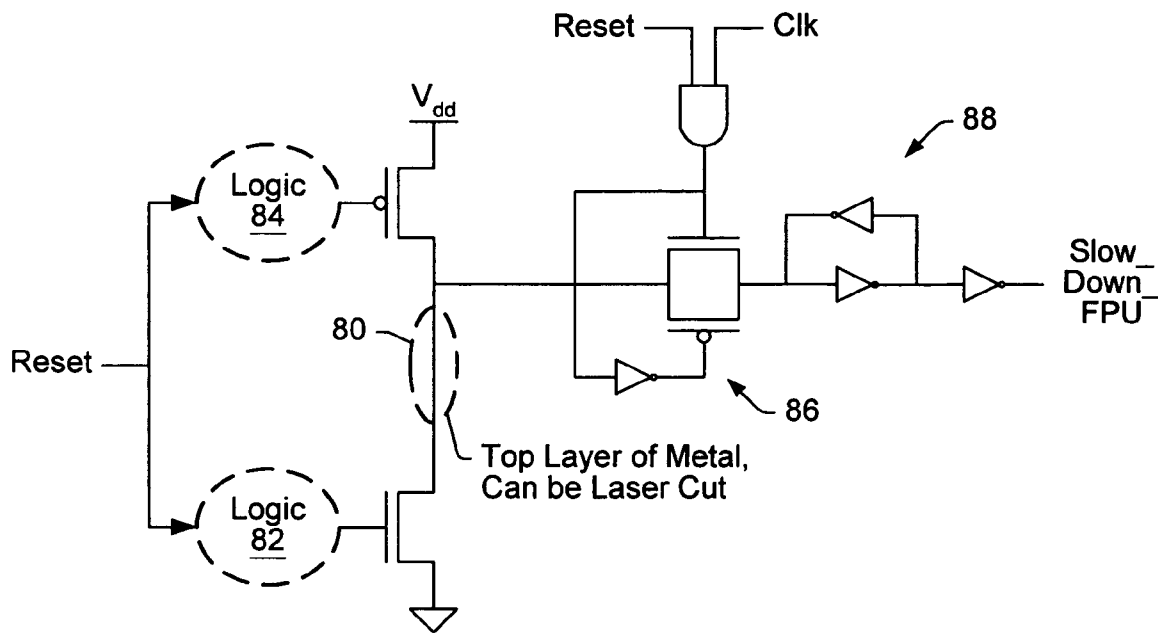 Reset
Clk
Vdd
88
Logic
84
Slow_
Down_
FPU
80
Reset
86
Top Layer of Metal,
Can be Laser Cut
Logic
82